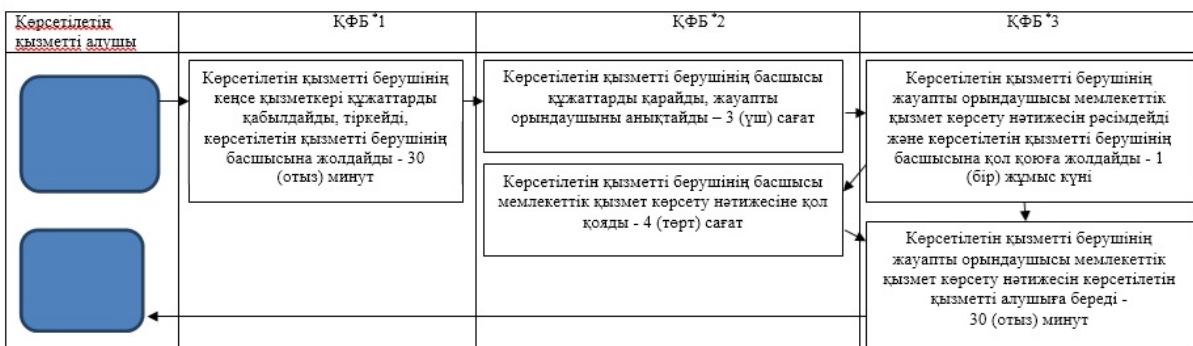 Көрсетілетін
қызметті алушы
ҚФБ *1
ҚФБ *2
ҚФБ *3
Көрсетілетін қызметті берушінің
кеңсе қызметкері құжаттарды
қабылдайды, тіркейді,
көрсетілетін қызметті берушінің
басшысына жолдайды - 30
(отыз) минут
Көрсетілетін қызметті берушінің басшысы
құжаттарды қарайды, жауапты
орындаушыны анықтайды – 3 (үш) сағат
Көрсетілетін қызметті берушінің басшысы
мемлекеттік қызмет көрсету нәтижесіне қол
қояды - 4 (төрт) сағат
Көрсетілетін қызметті берушінің
жауапты орындаушысы мемлекеттік
қызмет көрсету нәтижесін рәсімдейді
және көрсетілетін қызметті берушінің
басшысына қол қоюға жолдайды - 1
(бір) жұмыс күні
Көрсетілетін қызметті берушінің
жауапты орындаушысы мемлекеттік
қызмет көрсету нәтижесін көрсетілетін
қызметті алушыға береді -
30 (отыз) минут